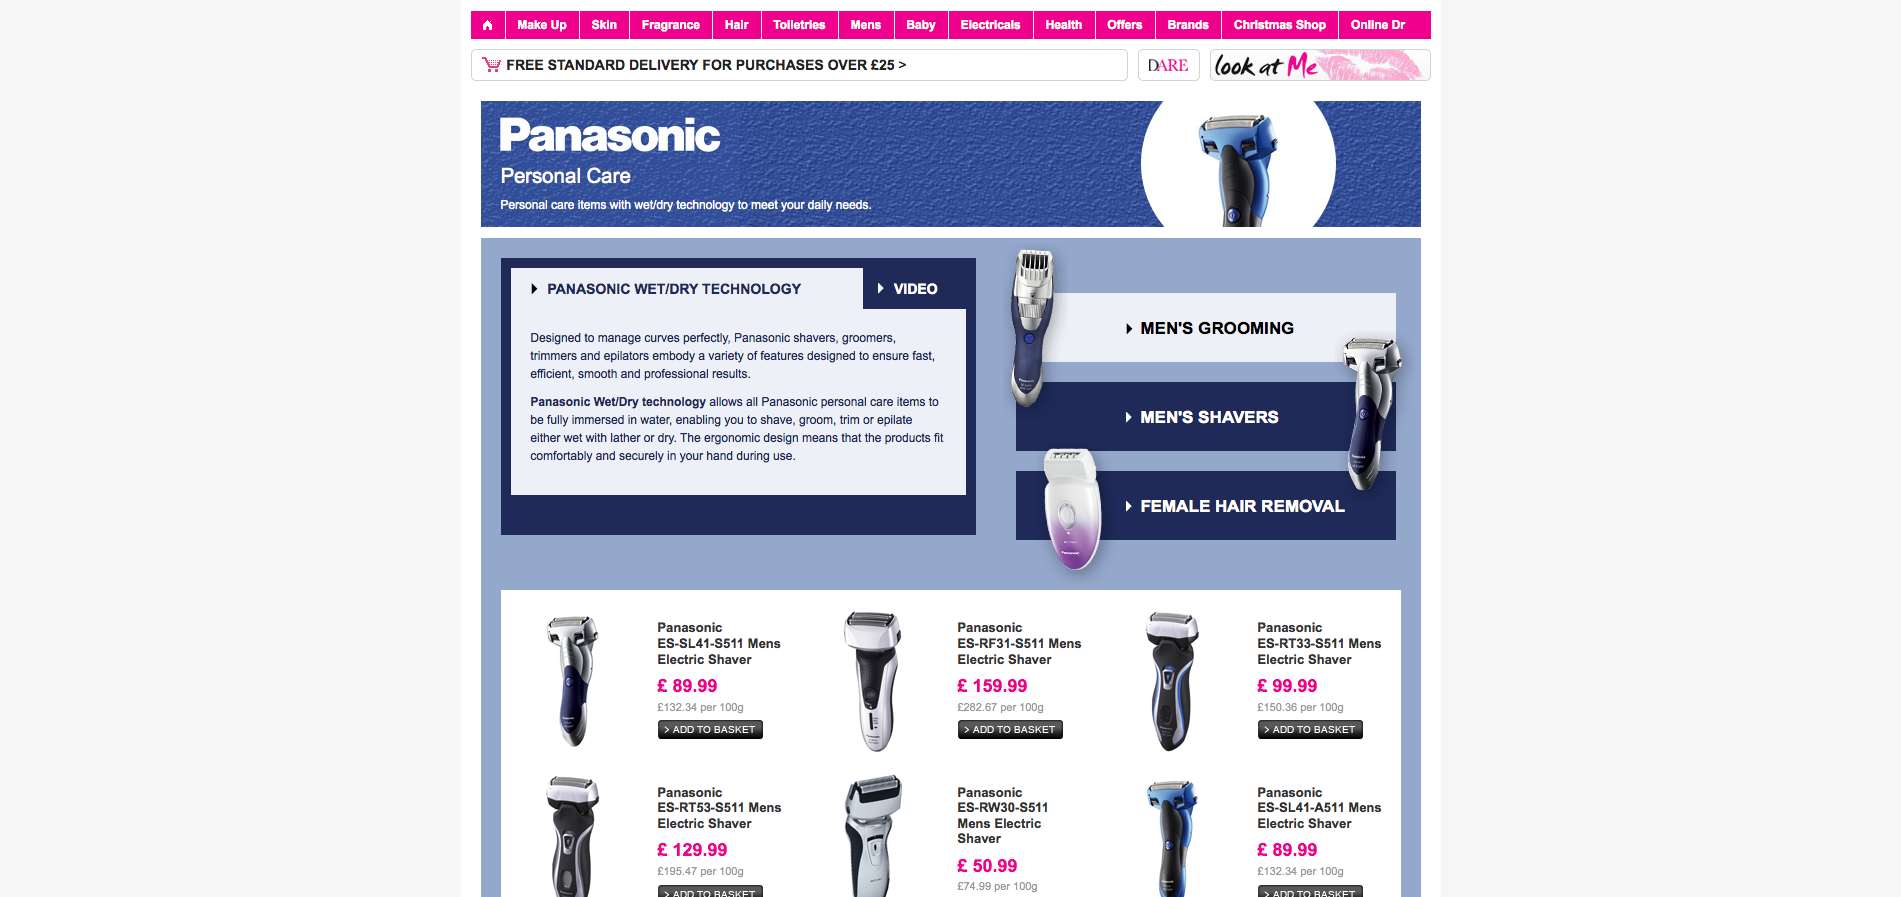 Make Up Skin Fragrance Hair Toiletries Mens Baby Electricals Health Offers Brands Christmas Shop Online Dr
FREE STANDARD DELIVERY FOR PURCHASES OVER £25 >
DARE
look at Me
Panasonic
Personal Care
Personal care items with wet/dry technology to meet your daily needs.
PANASONIC WET/DRY TECHNOLOGY
VIDEO
Designed to manage curves perfectly, Panasonic shavers, groomers,
trimmers and epilators embody a variety of features designed to ensure fast,
efficient, smooth and professional results.
Panasonic Wet/Dry technology allows all Panasonic personal care items to
be fully immersed in water, enabling you to shave, groom, trim or epilate
either wet with lather or dry. The ergonomic design means that the products fit
comfortably and securely in your hand during use.
MEN'S GROOMING
MEN'S SHAVERS
FEMALE HAIR REMOVAL
Panasonic
ES-SL41-S511 Mens
Electric Shaver
£ 89.99
£132.34 per 100g
> ADD TO BASKET
Panasonic
ES-RF31-S511 Mens
Electric Shaver
£ 159.99
£282.67 per 100g
> ADD TO BASKET
Panasonic
ES-RT33-S511 Mens
Electric Shaver
£ 99.99
£150.36 per 100g
> ADD TO BASKET
Panasonic
ES-RT53-S511 Mens
Electric Shaver
£ 129.99
£195.47 per 100g
> ADD TO BASKET
Panasonic
ES-RW30-S511
Mens Electric
Shaver
£ 50.99
£74.99 per 100g
Panasonic
ES-SL41-A511 Mens
Electric Shaver
£ 89.99
£132.34 per 100g
> ADD TO BASKET